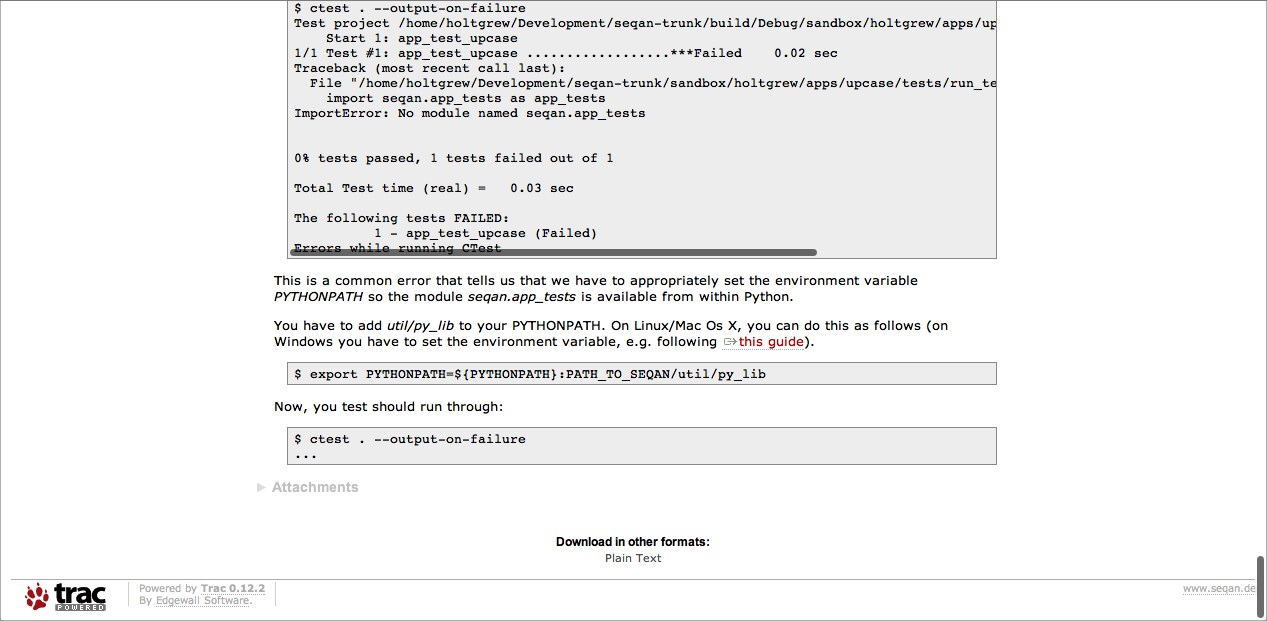 $ ctest . --output-on-failure
Test project /home/holtgrew/Development/seqan-trunk/build/Debug/sandbox/holtgrew/apps/up
Start 1: app_test_upcase
1/1 Test #1: app_test_upcase ..................***Failed    0.02 sec
Traceback (most recent call last):
File "/home/holtgrew/Development/seqan-trunk/sandbox/holtgrew/apps/upcase/tests/run_te
import seqan.app_tests as app_tests
ImportError: No module named seqan.app_tests
0% tests passed, 1 tests failed out of 1
Total Test time (real) =   0.03 sec
The following tests FAILED:
1 - app_test_upcase (Failed)
Errors while running CTest
This is a common error that tells us that we have to appropriately set the environment variable
PYTHONPATH so the module seqan.app_tests is available from within Python.
You have to add util/py_lib to your PYTHONPATH. On Linux/Mac Os X, you can do this as follows (on
Windows you have to set the environment variable, e.g. following this guide).
$ export PYTHONPATH=${PYTHONPATH}:PATH_TO_SEQAN/util/py_lib
Now, you test should run through:
$ ctest . --output-on-failure
...
Attachments
Download in other formats:
Plain Text
trac
POWERED
Powered by Trac 0.12.2
By Edgewall Software.
www.seqan.de